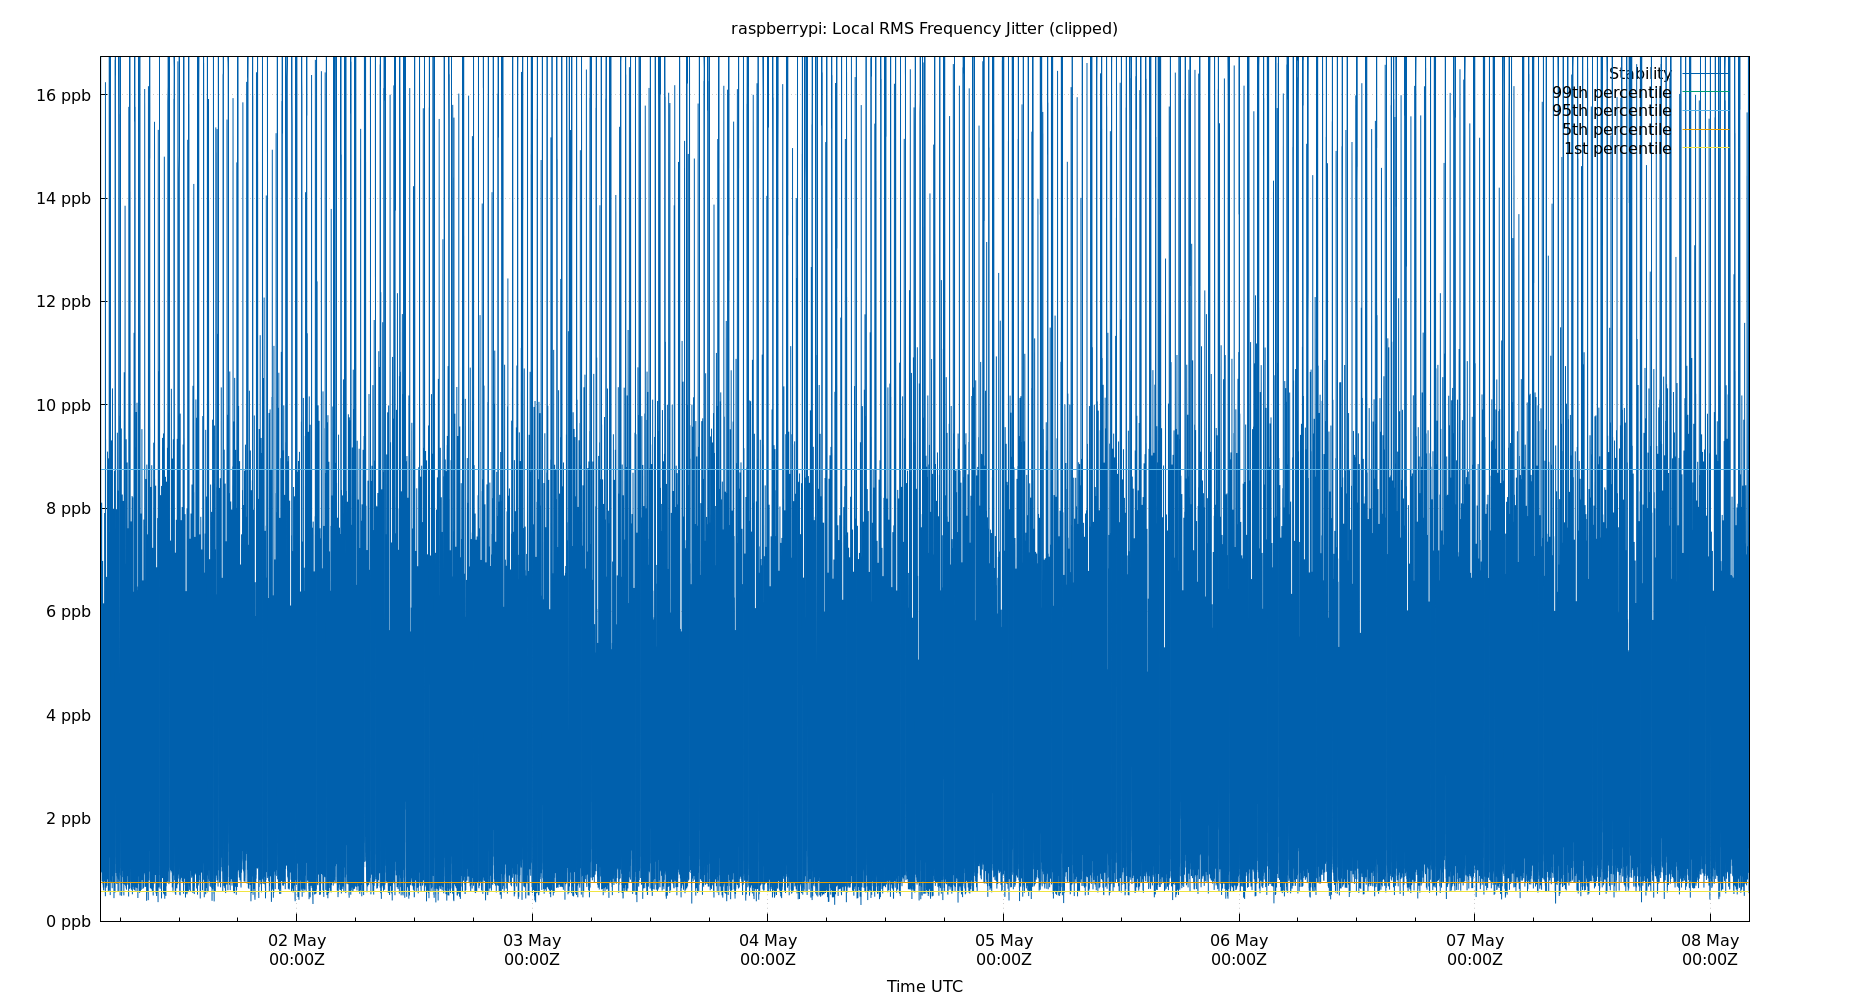 raspberrypi: Local RMS Frequency Jitter (clipped)
Stability
99th percentile
95th percentile
5th percentile
1st percentile
16 ppb
14 ppb
12 ppb
10 ppb
8 ppb
6 ppb
4 ppb
2 ppb
0 ppb
02 May 03 May 04 May 05 May 06 May 07 May 08 May
00:00Z 00:00Z 00:00Z 00:00Z 00:00Z 00:00Z 00:00Z
Time UTC